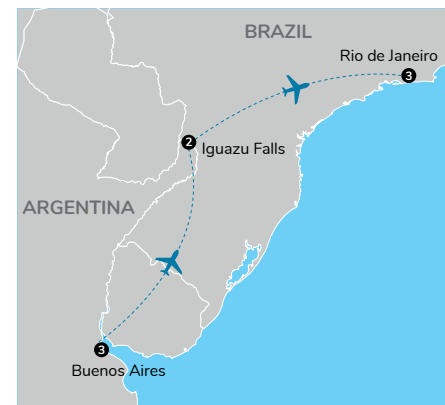 BRAZIL
Rio de Janeiro
3
2
Iguazu Falls
ARGENTINA
3
Buenos Aires